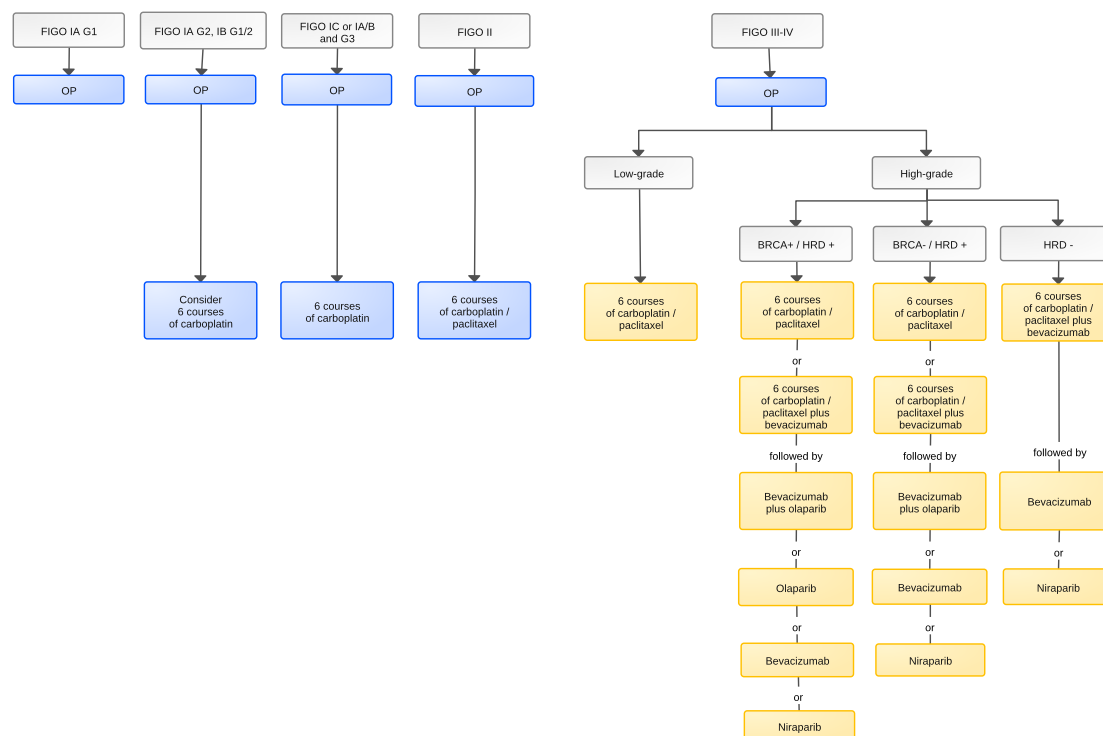 FIGO IA G1
FIGO IA G2, IB G1/2
FIGO IC or IA/B
and G3
FIGO II
FIGO III-IV
OP
OP
OP
OP
OP
Low-grade
High-grade
BRCA+ / HRD +
BRCA- / HRD +
HRD -
Consider
6 courses
of carboplatin
6 courses
of carboplatin
6 courses
of carboplatin /
paclitaxel
6 courses
of carboplatin /
paclitaxel
6 courses
of carboplatin /
paclitaxel
6 courses
of carboplatin /
paclitaxel
6 courses
of carboplatin /
paclitaxel plus
bevacizumab
or
or
6 courses
of carboplatin /
paclitaxel plus
bevacizumab
6 courses
of carboplatin /
paclitaxel plus
bevacizumab
followed by
followed by
followed by
Bevacizumab
plus olaparib
Bevacizumab
plus olaparib
Bevacizumab
or
or
or
Olaparib
Bevacizumab
Niraparib
or
or
Bevacizumab
Niraparib
or
Niraparib